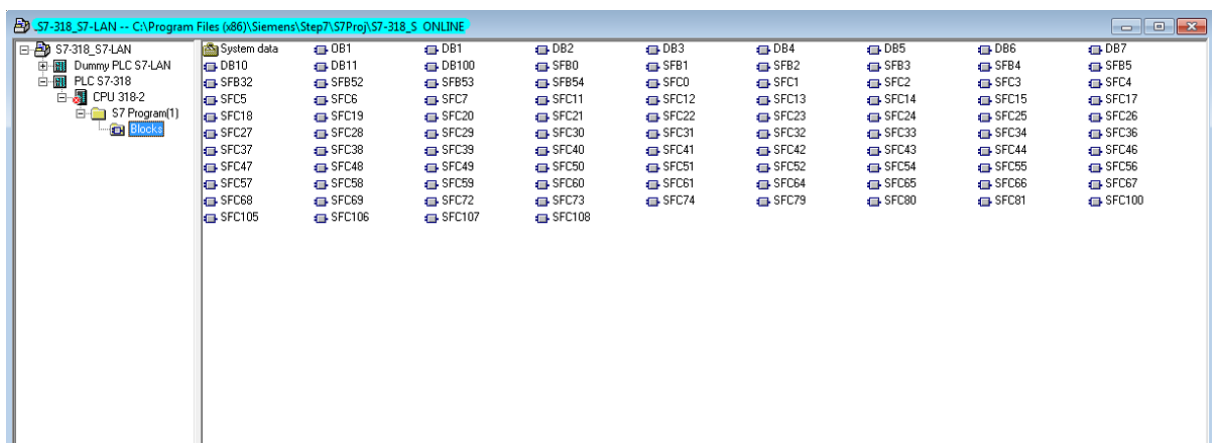 S7-318_S7-LAN -- C:\Program Files (x86)\Siemens\Step7\S7Proj\S7-318_S ONLINE
S7-318_S7-LAN
Dummy PLC S7-LAN
PLC S7-318
CPU 318-2
S7 Program(1)
Blocks
System data OB1 DB1 DB2 DB3 DB4 DB5 DB6 DB7
DB10 DB11 DB100 SFB0 SFB1 SFB2 SFB3 SFB4 SFB5
SFB32 SFB52 SFB53 SFB54 SFC0 SFC1 SFC2 SFC3 SFC4
SFC5 SFC6 SFC7 SFC11 SFC12 SFC13 SFC14 SFC15 SFC17
SFC18 SFC19 SFC20 SFC21 SFC22 SFC23 SFC24 SFC25 SFC26
SFC27 SFC28 SFC29 SFC30 SFC31 SFC32 SFC33 SFC34 SFC36
SFC37 SFC38 SFC39 SFC40 SFC41 SFC42 SFC43 SFC44 SFC46
SFC47 SFC48 SFC49 SFC50 SFC51 SFC52 SFC54 SFC55 SFC56
SFC57 SFC58 SFC59 SFC60 SFC61 SFC64 SFC65 SFC66 SFC67
SFC68 SFC69 SFC72 SFC73 SFC74 SFC79 SFC80 SFC81 SFC100
SFC105 SFC106 SFC107 SFC108